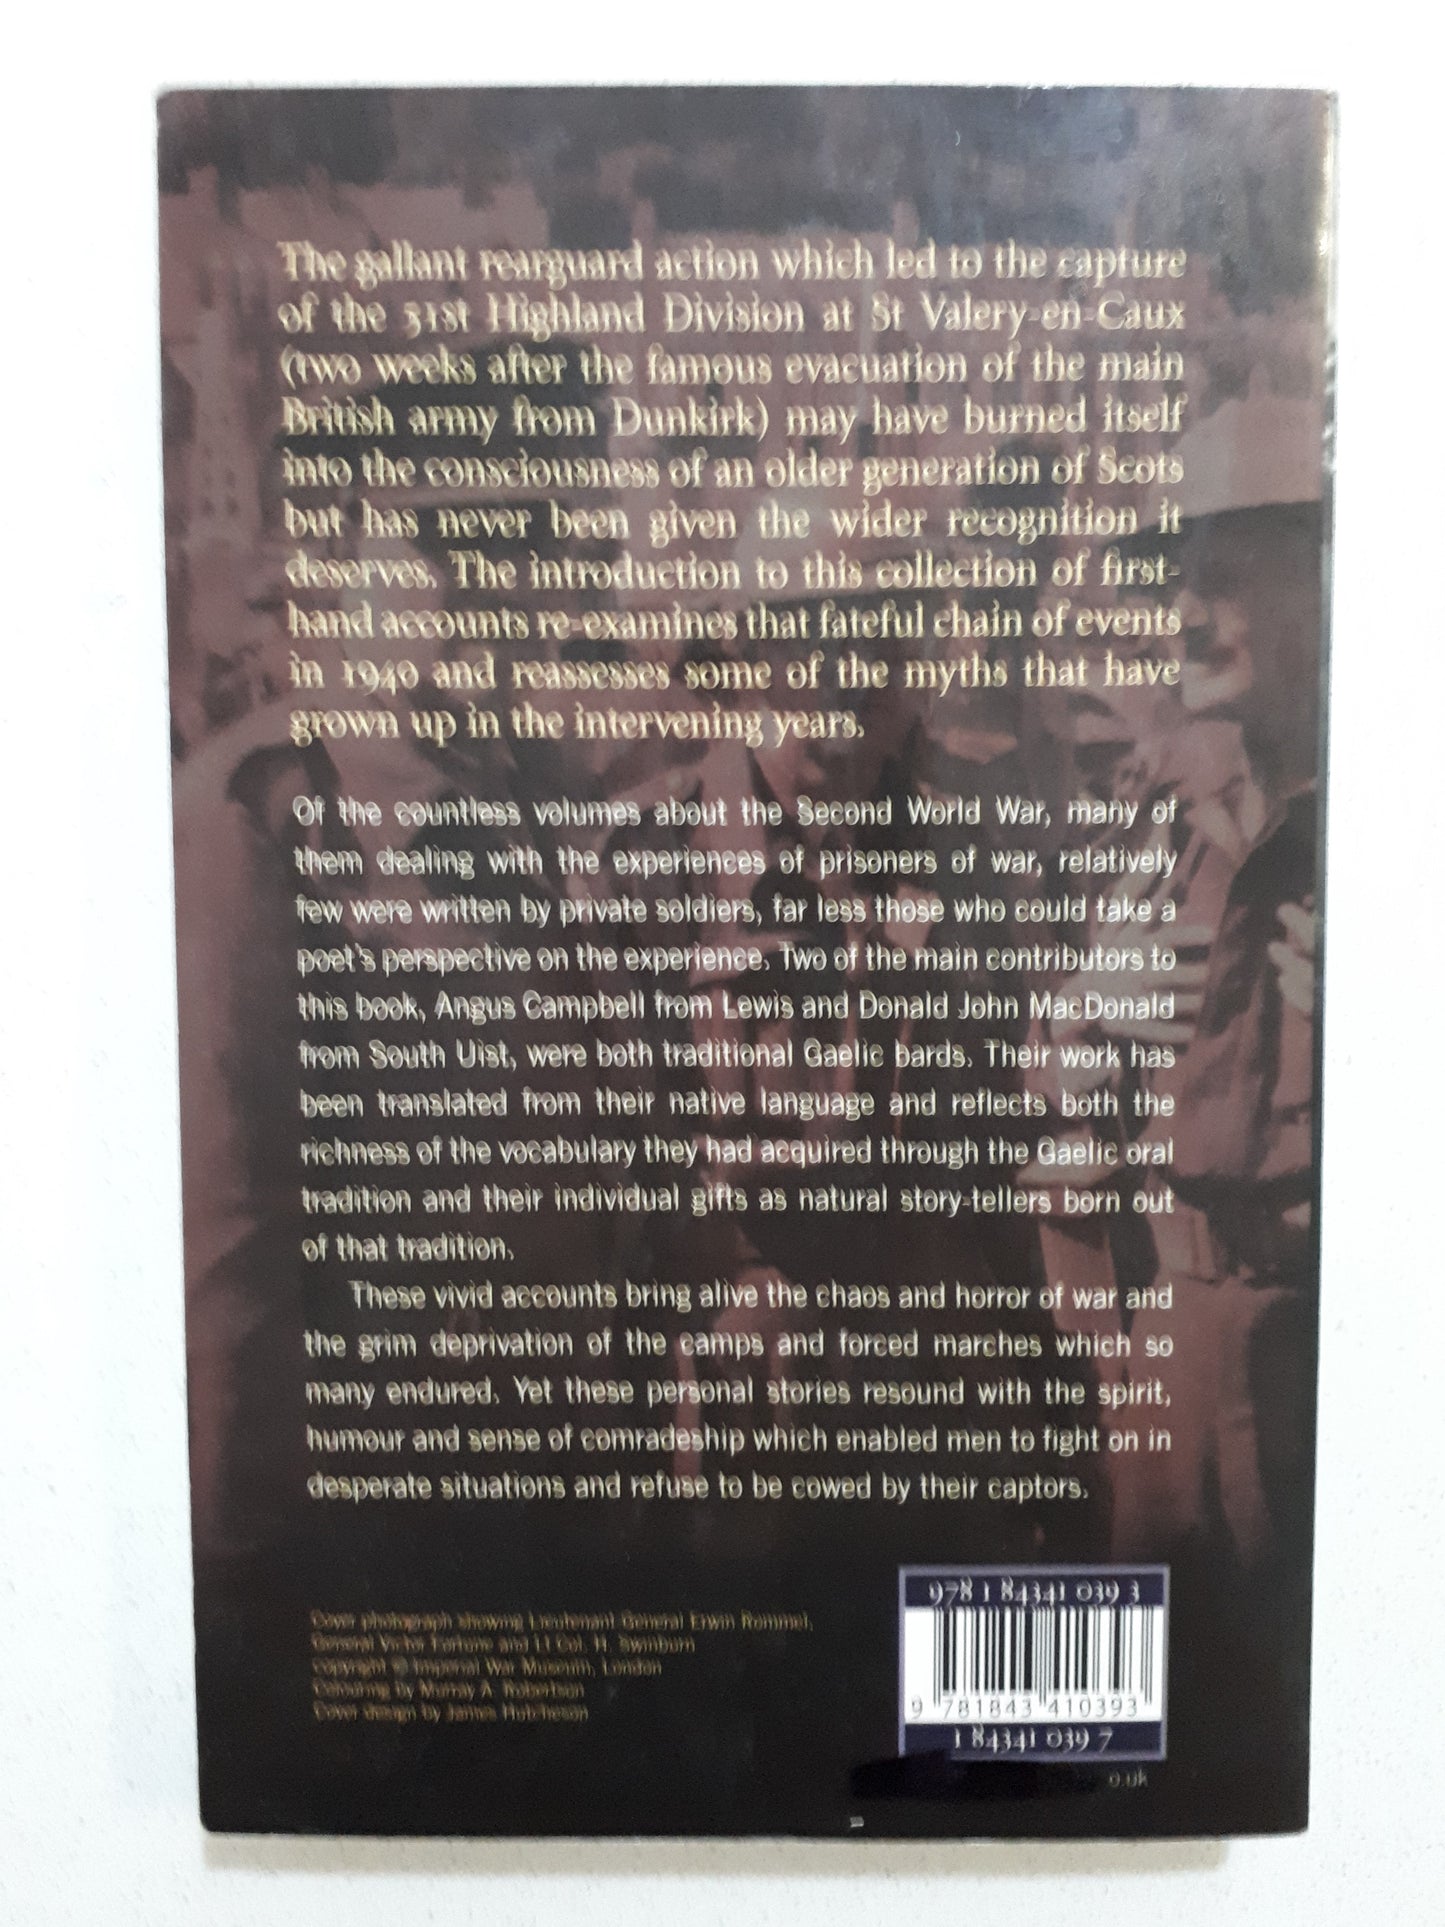 The gallant rearguard action which led to the capture
of the 51st Highland Division at St Valery-en-Caux
(two weeks after the famous evacuation of the main
British army from Dunkirk) may have burned itself
into the consciousness of an older generation of Scots
but has never been given the wider recognition it
deserves. The introduction to this collection of first-
hand accounts re-examines that fateful chain of events
in 1940 and reassesses some of the myths that have
grown up in the intervening years.
Of the countless volumes about the Second World War, many of
them dealing with the experiences of prisoners of war, relatively
few were written by private soldiers, far less those who could take a
poet's perspective on the experience. Two of the main contributors to
this book, Angus Campbell from Lewis and Donald John MacDonald
from South Uist, were both traditional Gaelic bards. Their work has
been translated from their native language and reflects both the
richness of the vocabulary they had acquired through the Gaelic oral
tradition and their individual gifts as natural story-tellers born out
of that tradition.
These vivid accounts bring alive the chaos and horror of war and
the grim deprivation of the camps and forced marches which so
many endured. Yet these personal stories resound with the spirit,
humour and sense of comradeship which enabled men to fight on in
desperate situations and refuse to be cowed by their captors.
Cover photograph showing Lieutenant General Erwin Rommel,
General Victor Fortune and Lt Col. H. Swinburn
copyright © Imperial War Museum, London
Colouring by Murray A. Robertson
Cover design by James Hutcheson
978 1 84341 039 3
9 781843 410393
1 84341 039 7
o.uk